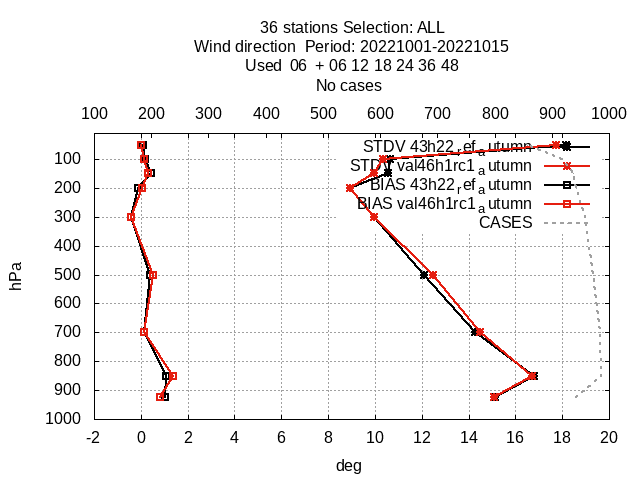 36 stations Selection: ALL
Wind direction  Period: 20221001-20221015
Used  06  + 06 12 18 24 36 48
No cases
100 200 300 400 500 600 700 800 900 1000
STDV 43h22_ref_autumn
STDV val46h1rc1_autumn
BIAS 43h22_ref_autumn
BIAS val46h1rc1_autumn
CASES
hPa
100
200
300
400
500
600
700
800
900
1000
-2 0 2 4 6 8 10 12 14 16 18 20
deg